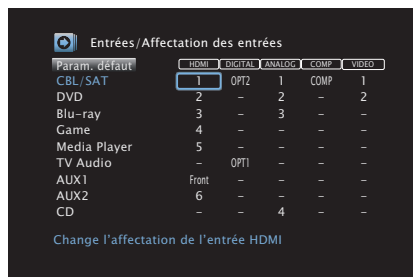 Entrées/Affectation des entrées
Param. défaut HDMI DIGITAL ANALOG COMP VIDEO
CBL/SAT 1 OPT2 1 COMP 1
DVD 2 – 2 – 2
Blu-ray 3 – 3 – –
Game 4 – – – –
Media Player 5 – – – –
TV Audio – OPT1 – – –
AUX1 Front – – – –
AUX2 6 – – – –
CD – – 4 – –
Change l'affectation de l'entrée HDMI